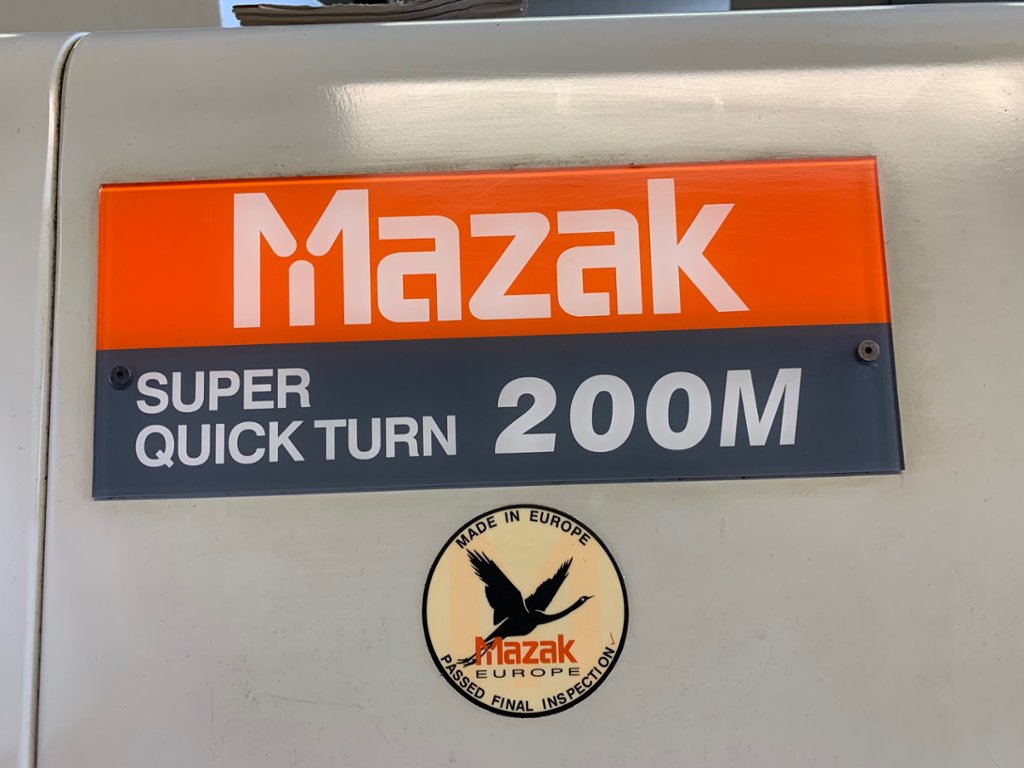 Mazak
SUPER
QUICK TURN 200M
MADE IN EUROPE
Mazak
EUROPE
PASSED FINAL INSPECTION